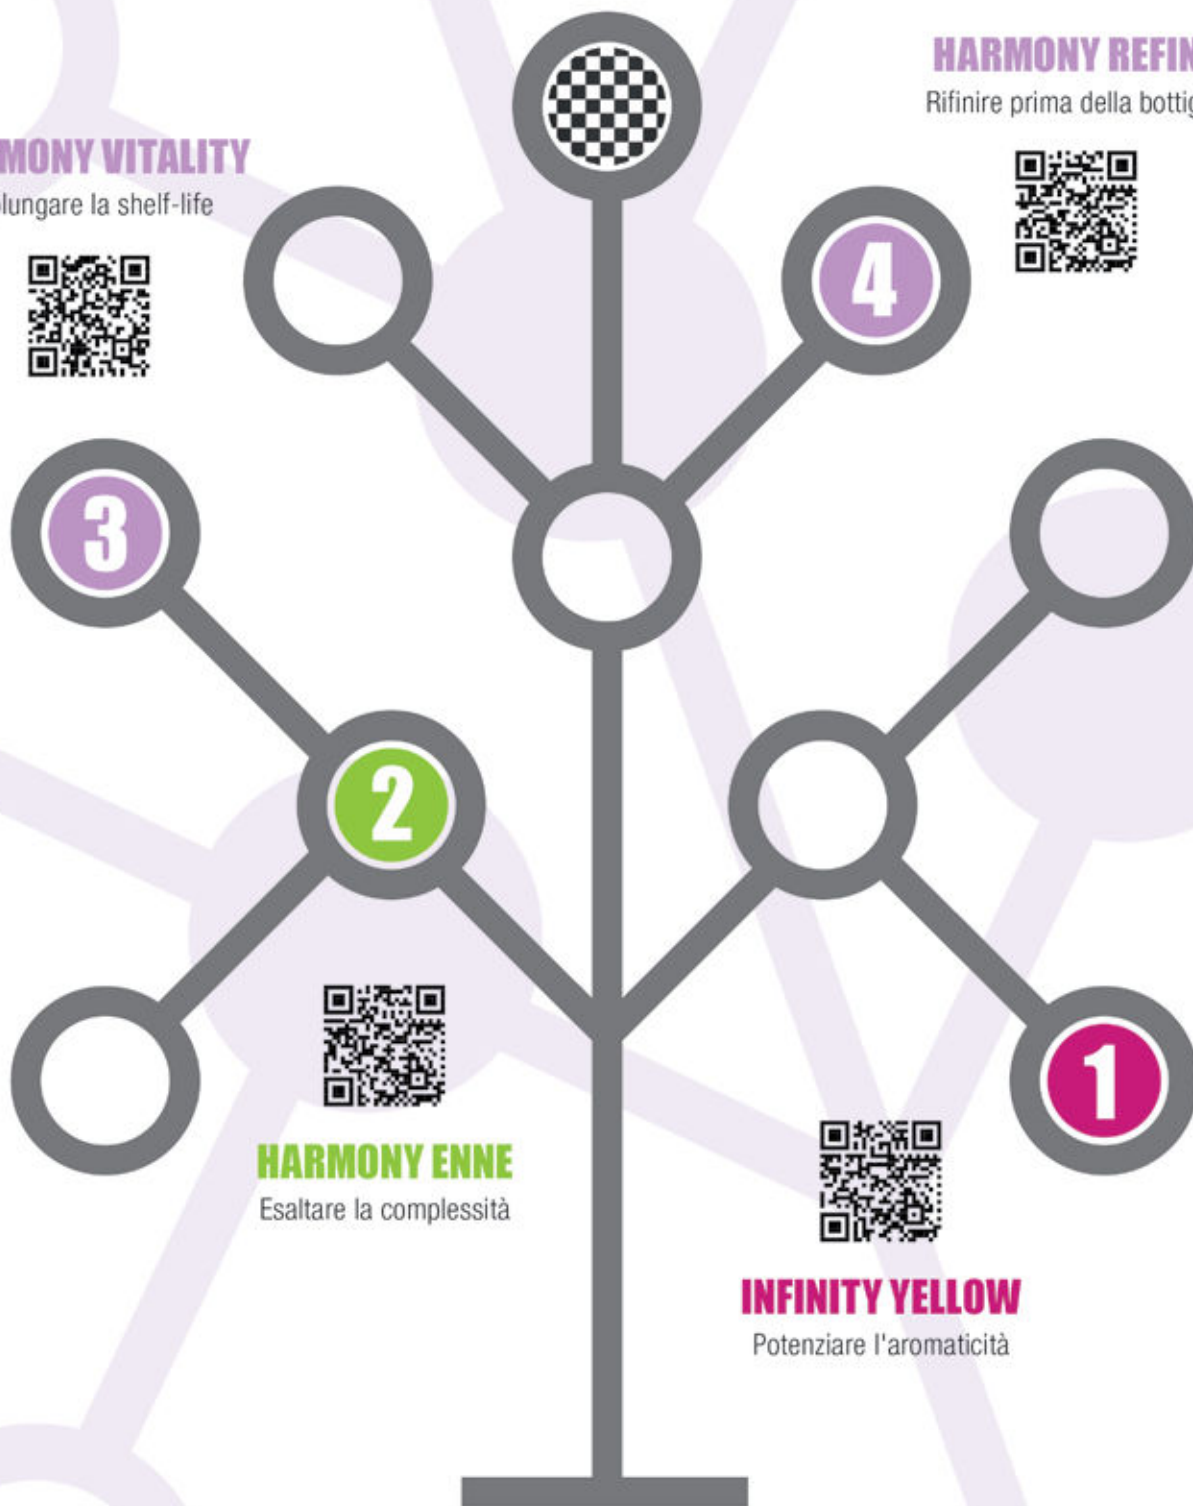 HARMONY REFIN
Rifinire prima della bottig
MONY VITALITY
lungare la shelf-life
4
3
2
1
HARMONY ENNE
Esaltare la complessità
INFINITY YELLOW
Potenziare l'aromaticità